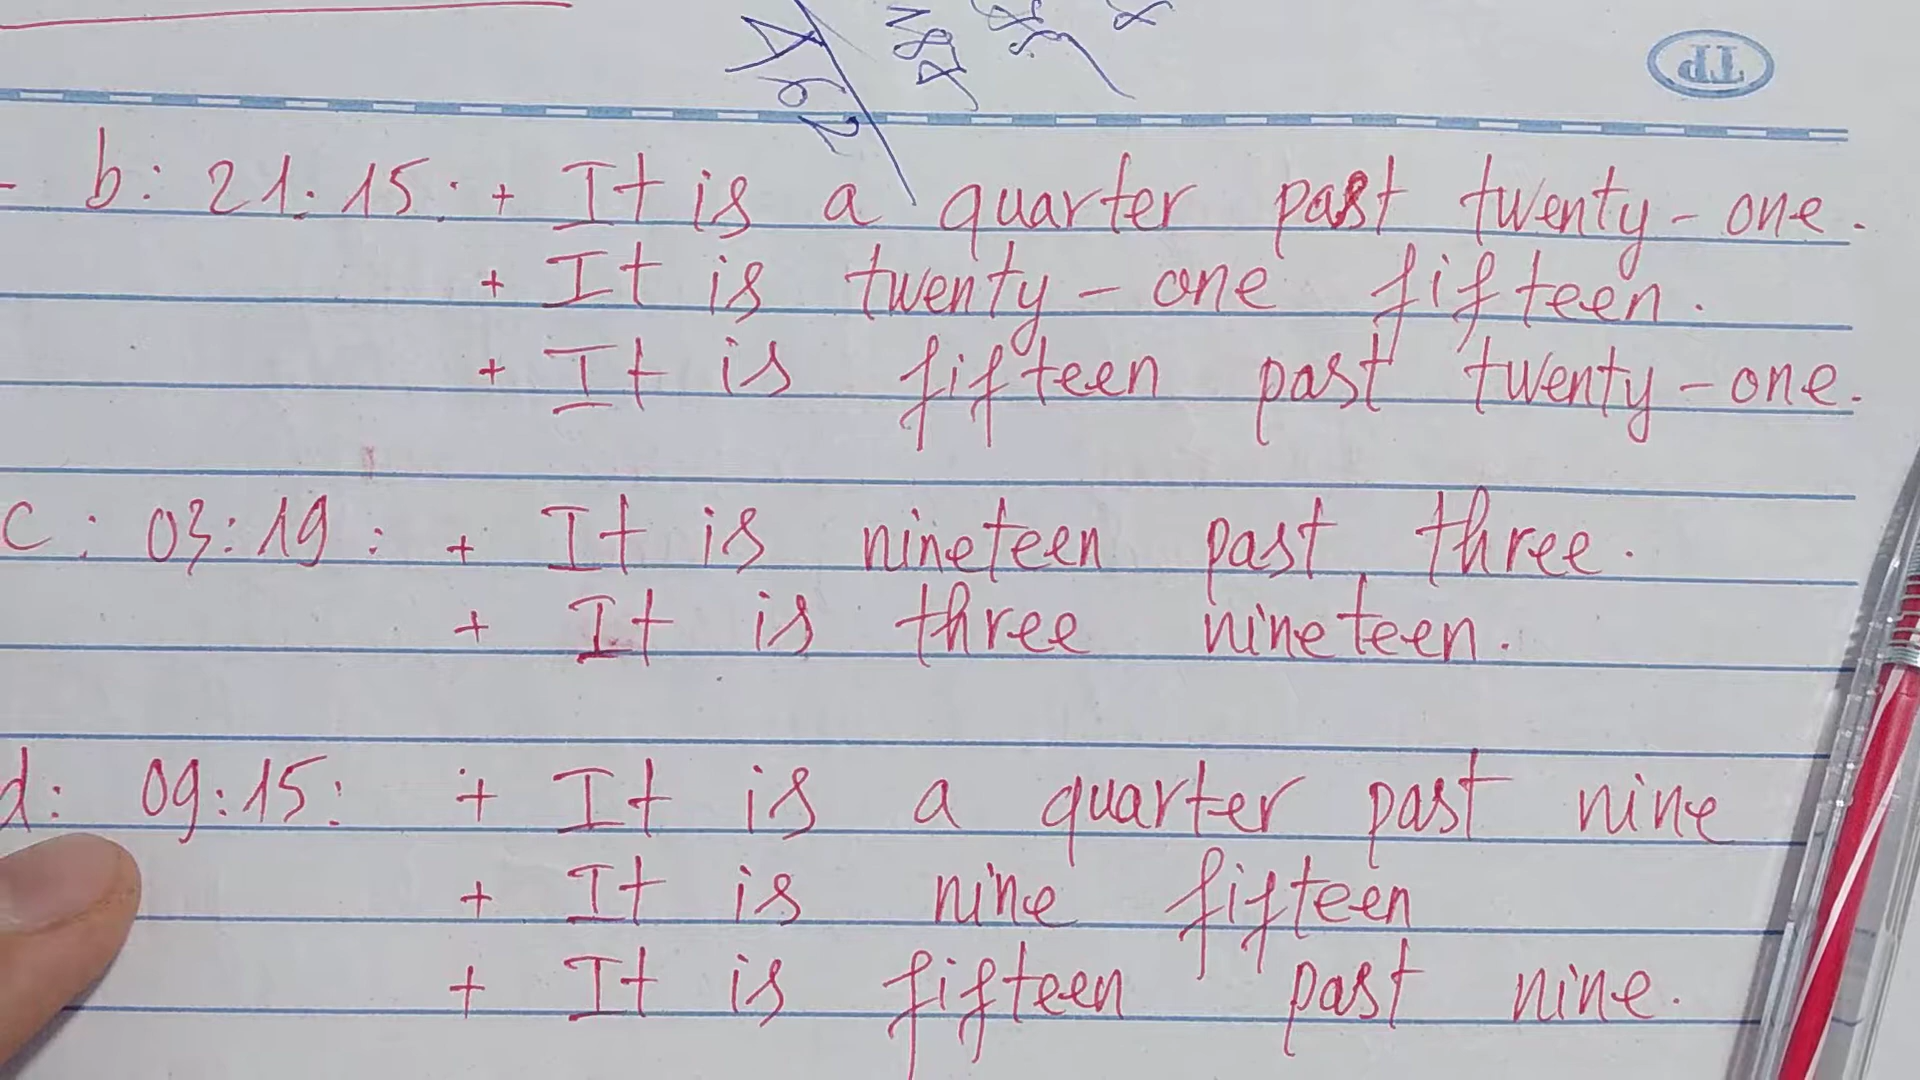 TP
- b: 21:15: + It is a quarter past twenty-one.
+ It is twenty-one fifteen.
+ It is fifteen past twenty-one.
c: 03:19: + It is nineteen past three.
+ It is three nineteen.
d: 09:15: + It is a quarter past nine
+ It is nine fifteen
+ It is fifteen past nine.